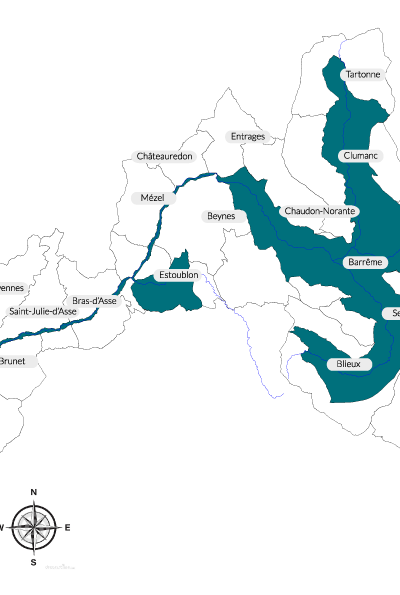 Tartonne
Entrages
Châteauredon
Clumanc
Mézel
Beynes
Chaudon-Norante
Barrême
Estoublon
ennes
Bras-d'Asse
Saint-Julie-d'Asse
Se
Brunet
Blieux
N
W
E
S